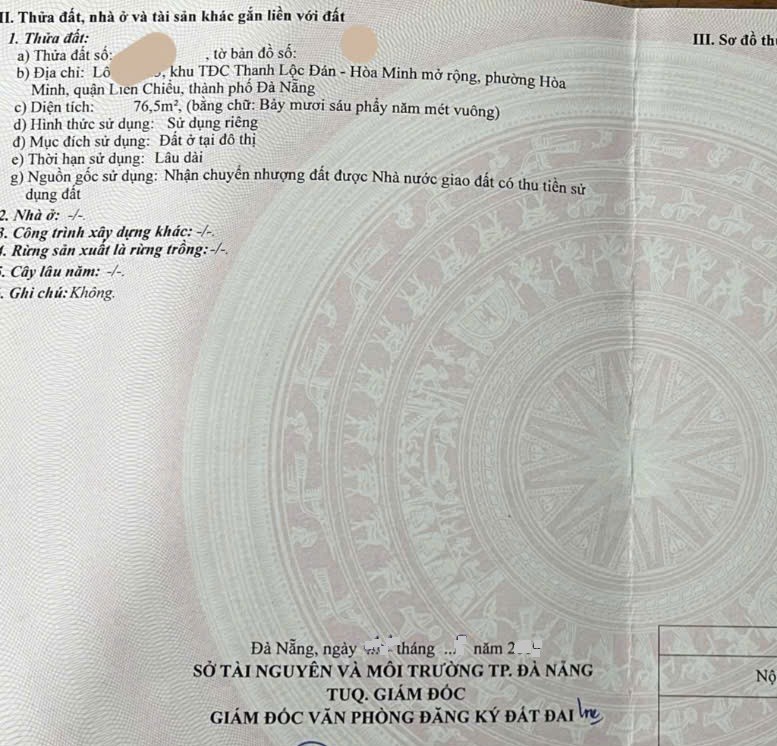 II. Thửa đất, nhà ở và tài sản khác gắn liền với đất
1. Thửa đất:
a) Thửa đất số: , tờ bản đồ số:
b) Địa chỉ: Lô , khu TĐC Thanh Lộc Đán - Hòa Minh mở rộng, phường Hòa
Minh, quận Liên Chiểu, thành phố Đà Nẵng
c) Diện tích: 76,5m², (bằng chữ: Bảy mươi sáu phẩy năm mét vuông)
d) Hình thức sử dụng: Sử dụng riêng
đ) Mục đích sử dụng: Đất ở tại đô thị
e) Thời hạn sử dụng: Lâu dài
g) Nguồn gốc sử dụng: Nhận chuyển nhượng đất được Nhà nước giao đất có thu tiền sử
dụng đất
2. Nhà ở: -/-.
3. Công trình xây dựng khác: -/-.
4. Rừng sản xuất là rừng trồng: -/-.
5. Cây lâu năm: -/-.
. Ghi chú: Không.
III. Sơ đồ th
Đà Nẵng, ngày tháng năm 2
SỞ TÀI NGUYÊN VÀ MÔI TRƯỜNG TP. ĐÀ NẴNG
TUQ. GIÁM ĐỐC
GIÁM ĐỐC VĂN PHÒNG ĐĂNG KÝ ĐẤT ĐAI
Nộ